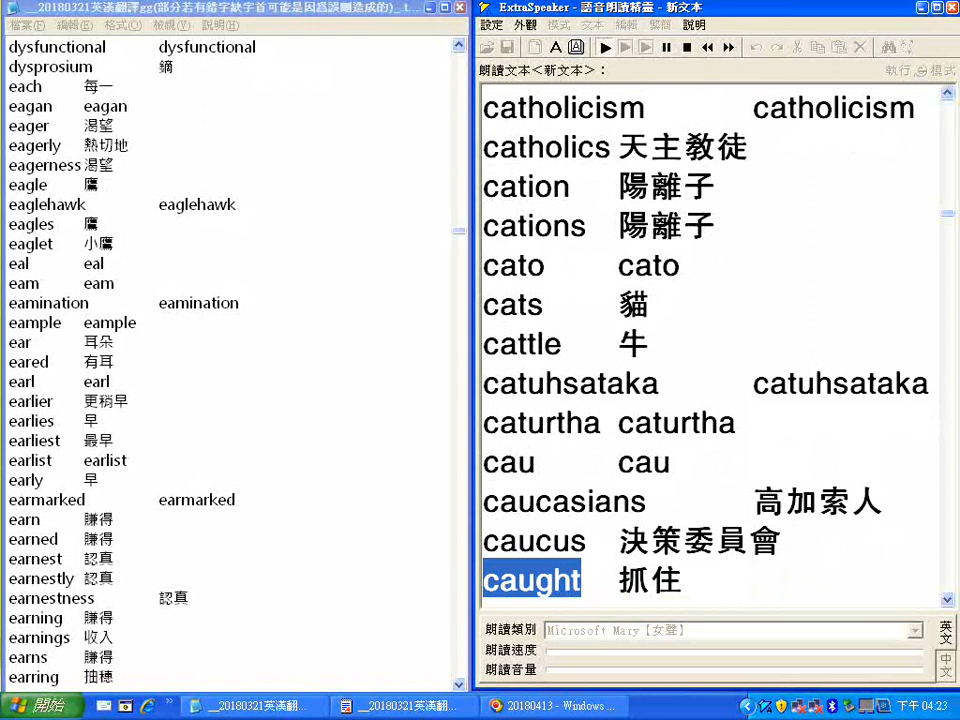 __20180321英漢翻譯gg(部分若有錯字缺字首可能是因爲誤刪造成的)_ t...
檔案(F) 編輯(E) 格式(O) 檢視(V) 說明(H)
dysfunctional dysfunctional
dysprosium 鏑
each 每一
eagan eagan
eager 渴望
eagerly 熱切地
eagerness 渴望
eagle 鷹
eaglehawk eaglehawk
eagles 鷹
eaglet 小鷹
eal eal
eam eam
eamination eamination
eample eample
ear 耳朵
eared 有耳
earl earl
earlier 更稍早
earlies 早
earliest 最早
earlist earlist
early 早
earmarked earmarked
earn 賺得
earned 賺得
earnest 認真
earnestly 認真
earnestness 認真
earning 賺得
earnings 收入
earns 賺得
earring 抽穗
ExtraSpeaker - 語音朗讀精靈 - 新文本
設定 外觀 模式 文本 編輯 繁簡 說明
朗讀文本<新文本>： 執行 模式
catholicism catholicism
catholics 天主教徒
cation 陽離子
cations 陽離子
cato cato
cats 貓
cattle 牛
catuhsataka catuhsataka
caturtha caturtha
cau cau
caucasians 高加索人
caucus 決策委員會
caught 抓住
朗讀類別 Microsoft Mary【女聲】
朗讀速度
朗讀音量
英文
中文
開始 __20180321英漢翻... __20180321英漢翻... 20180413 - Windows ... 下午 04:23